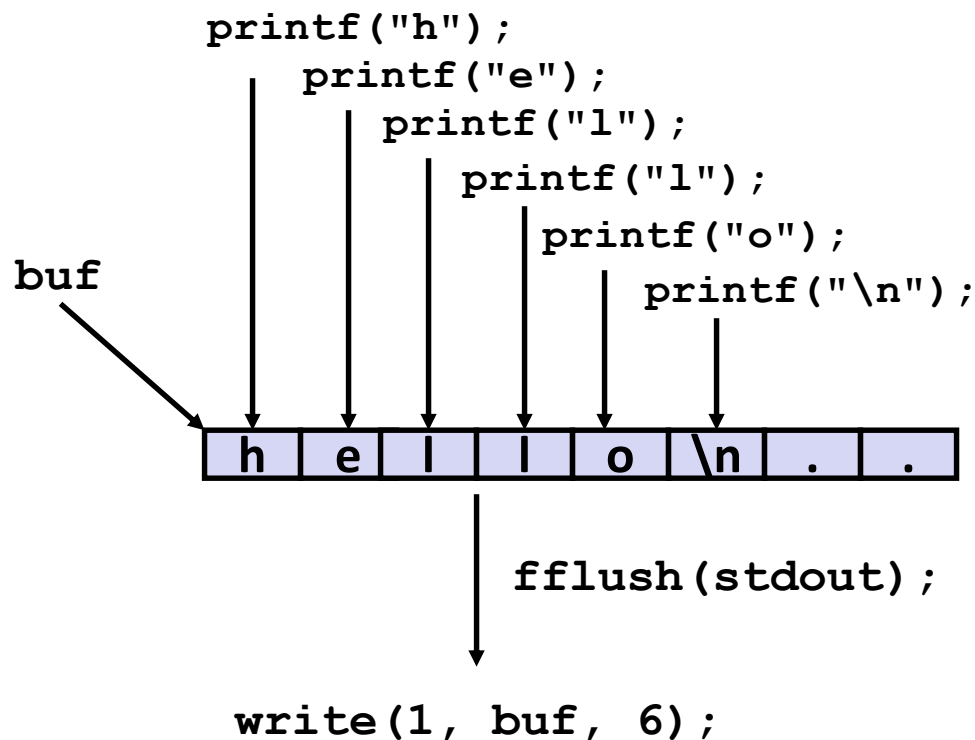 printf("h");
printf("e");
printf("l");
printf("l");
printf("o");
buf
printf("\n");
h e l l o \n . .
fflush(stdout);
write(1, buf, 6);